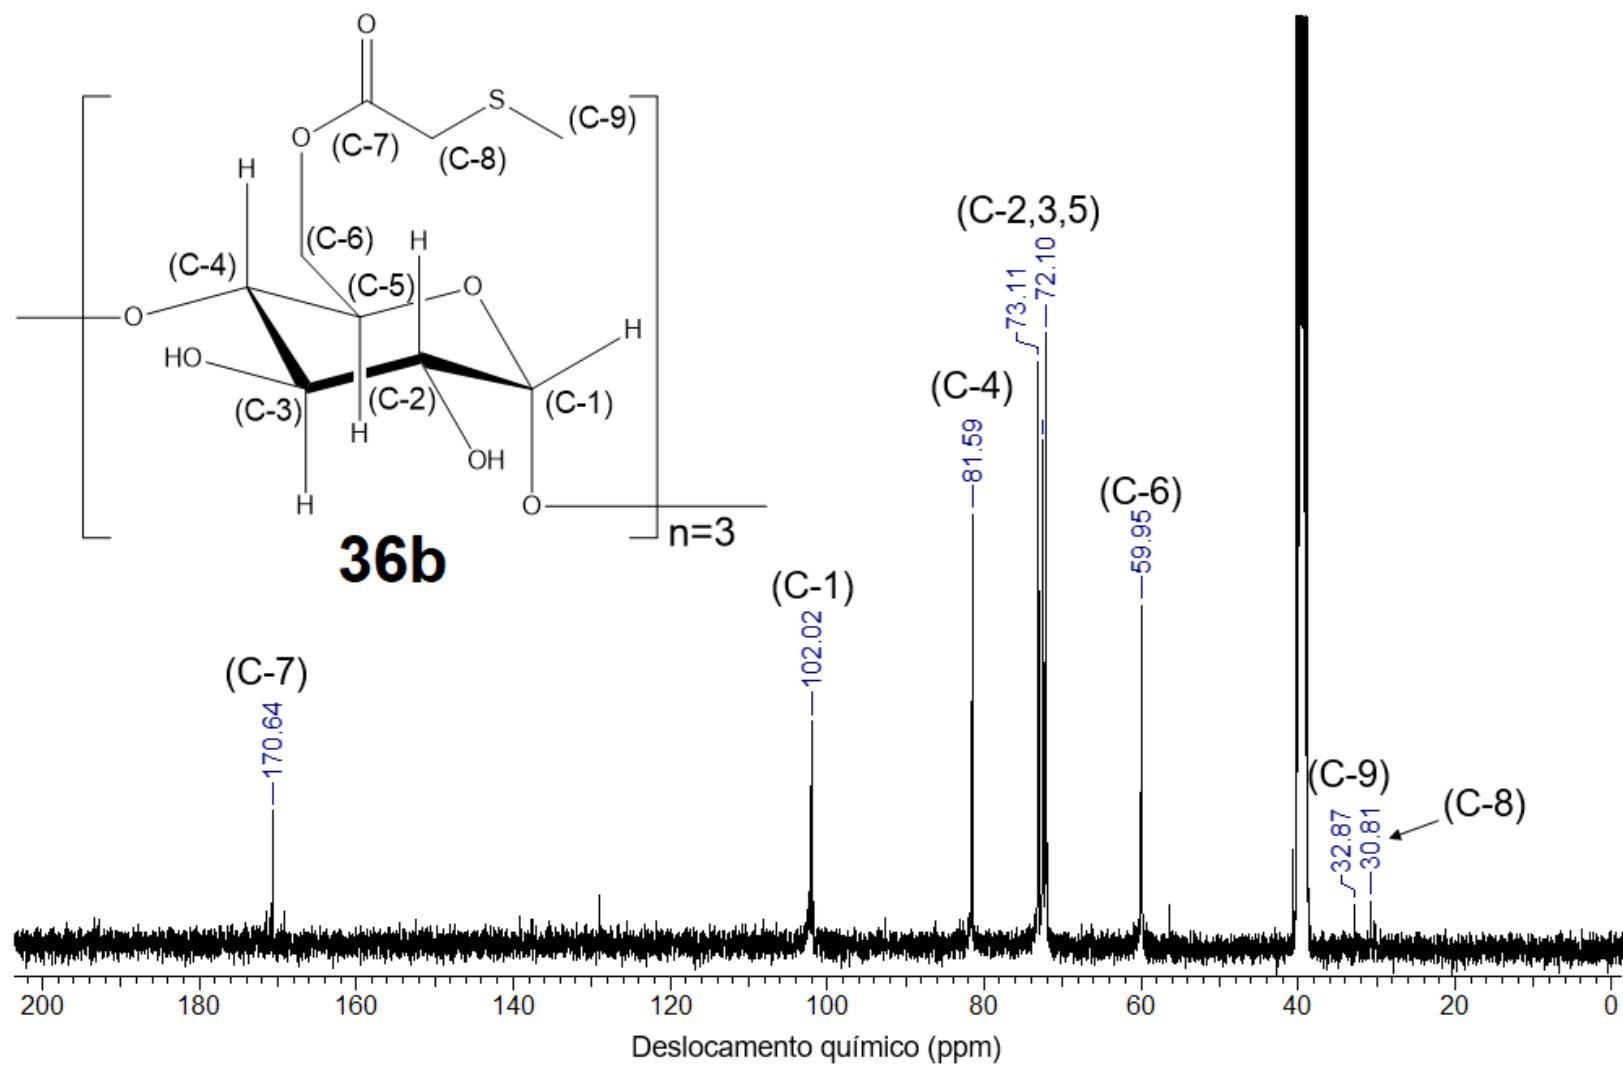 O
S
(C-9)
O
(C-7)
(C-8)
H
(C-6)
H
(C-4)
(C-5)
O
O
H
HO
(C-3)
(C-2)
(C-1)
H
OH
H
O
n=3
36b
(C-7)
170.64
(C-1)
102.02
(C-4)
81.59
(C-2,3,5)
73.11
72.10
(C-6)
59.95
(C-9)
32.87
30.81
(C-8)
200 180 160 140 120 100 80 60 40 20 0
Deslocamento químico (ppm)